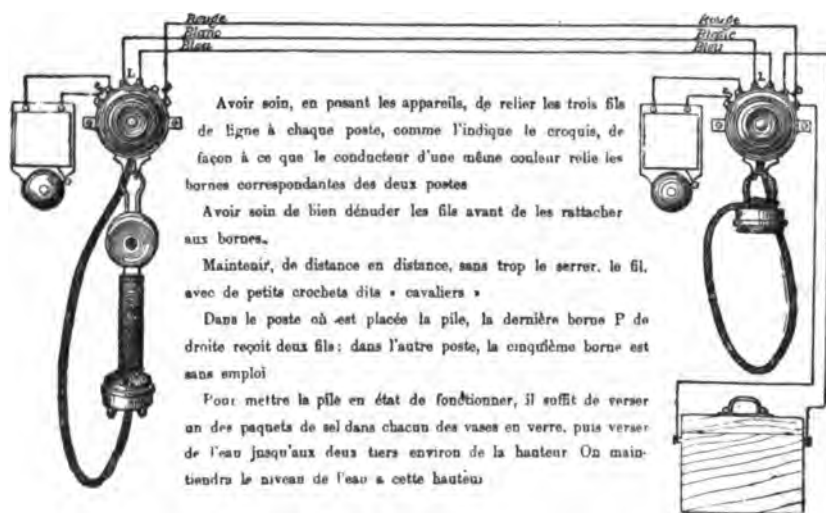 Rouge
Blanc
Bleu
Rouge
Blanc
Bleu
L
L
Avoir soin, en posant les appareils, de relier les trois fils
de ligne à chaque poste, comme l'indique le croquis, de
façon à ce que le conducteur d'une même couleur relie les
bornes correspondantes des deux postes
Avoir soin de bien dénuder les fils avant de les rattacher
aux bornes.
Maintenir, de distance en distance, sans trop le serrer, le fil,
avec de petits crochets dits « cavaliers »
Dans le poste où est placée la pile, la dernière borne P de
droite reçoit deux fils; dans l'autre poste, la cinquième borne est
sans emploi
Pour mettre la pile en état de fonctionner, il suffit de verser
un des paquets de sel dans chacun des vases en verre, puis verser
de l'eau jusqu'aux deux tiers environ de la hauteur On main-
tiendra le niveau de l'eau a cette hauteur